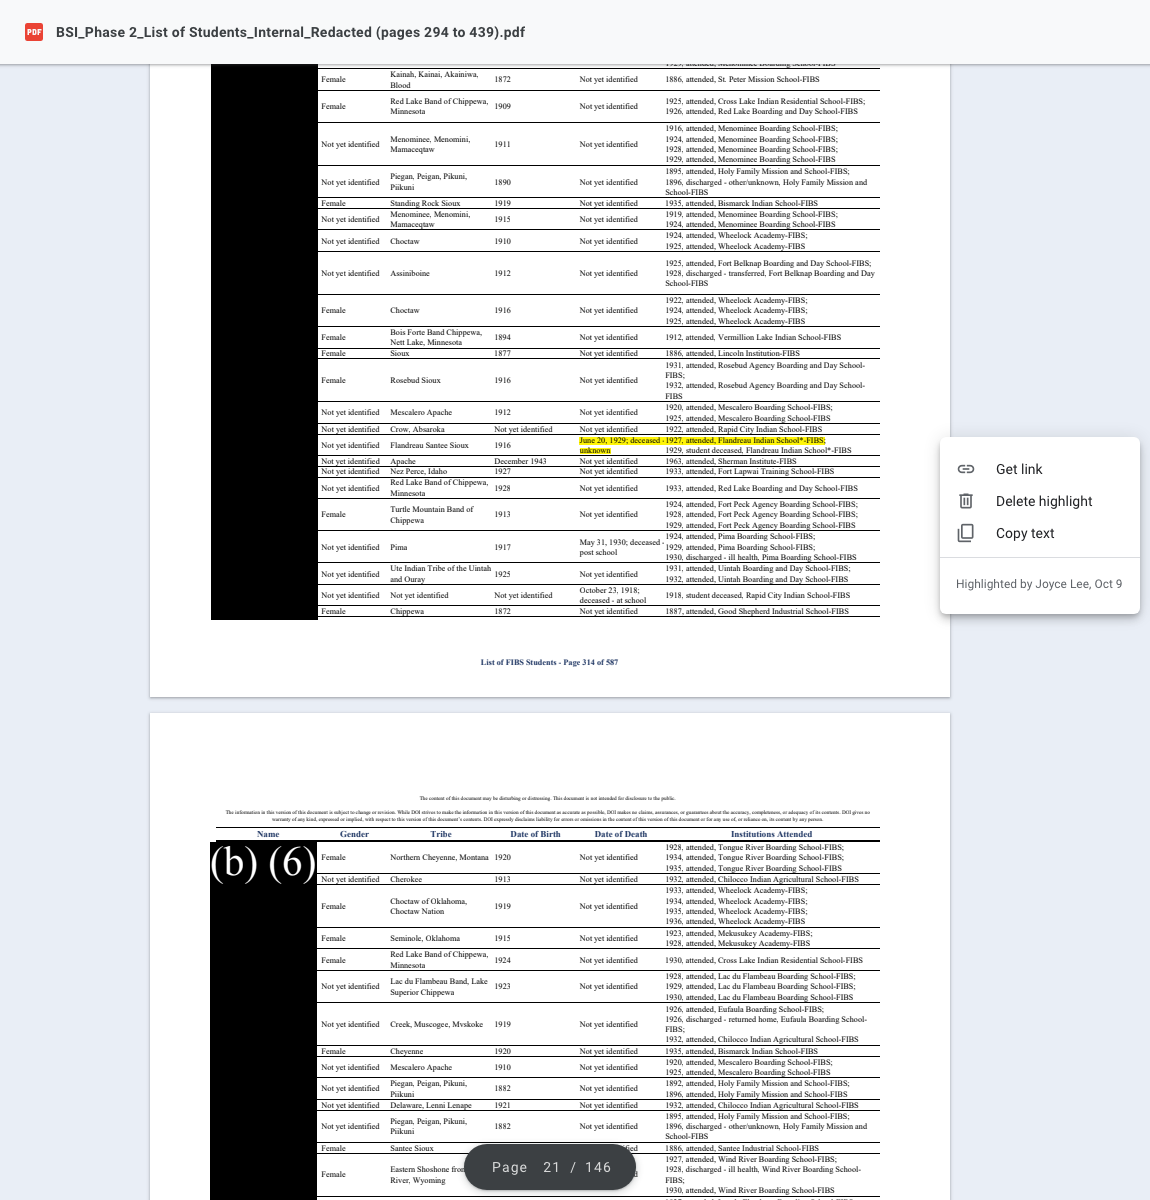 BSI_Phase 2_List of Students_Internal_Redacted (pages 294 to 439).pdf
Female Kainah, Kainai, Akainiwa, Blood 1872 Not yet identified 1886, attended, St. Peter Mission School-FIBS
Female Red Lake Band of Chippewa, Minnesota 1909 Not yet identified 1925, attended, Cross Lake Indian Residential School-FIBS;
1926, attended, Red Lake Boarding and Day School-FIBS
Not yet identified Menominee, Menomini, Mamaceqtaw 1911 Not yet identified 1916, attended, Menominee Boarding School-FIBS;
1924, attended, Menominee Boarding School-FIBS;
1928, attended, Menominee Boarding School-FIBS;
1929, attended, Menominee Boarding School-FIBS
Not yet identified Piegan, Peigan, Pikuni, Piikuni 1890 Not yet identified 1895, attended, Holy Family Mission and School-FIBS;
1896, discharged - other/unknown, Holy Family Mission and
School-FIBS
Female Standing Rock Sioux 1919 Not yet identified 1935, attended, Bismarck Indian School-FIBS
Not yet identified Menominee, Menomini, Mamaceqtaw 1915 Not yet identified 1919, attended, Menominee Boarding School-FIBS;
1924, attended, Menominee Boarding School-FIBS
Not yet identified Choctaw 1910 Not yet identified 1924, attended, Wheelock Academy-FIBS;
1925, attended, Wheelock Academy-FIBS
Not yet identified Assiniboine 1912 Not yet identified 1925, attended, Fort Belknap Boarding and Day School-FIBS;
1928, discharged - transferred, Fort Belknap Boarding and Day
School-FIBS
Female Choctaw 1916 Not yet identified 1922, attended, Wheelock Academy-FIBS;
1924, attended, Wheelock Academy-FIBS;
1925, attended, Wheelock Academy-FIBS
Female Bois Forte Band Chippewa, Nett Lake, Minnesota 1894 Not yet identified 1912, attended, Vermillion Lake Indian School-FIBS
Female Sioux 1877 Not yet identified 1886, attended, Lincoln Institution-FIBS
Female Rosebud Sioux 1916 Not yet identified 1931, attended, Rosebud Agency Boarding and Day School-
FIBS;
1932, attended, Rosebud Agency Boarding and Day School-
FIBS
Not yet identified Mescalero Apache 1912 Not yet identified 1920, attended, Mescalero Boarding School-FIBS;
1925, attended, Mescalero Boarding School-FIBS
Not yet identified Crow, Absaroka Not yet identified Not yet identified 1922, attended, Rapid City Indian School-FIBS
Not yet identified Flandreau Santee Sioux 1916 June 20, 1929; deceased - unknown 1927, attended, Flandreau Indian School*-FIBS;
1929, student deceased, Flandreau Indian School*-FIBS
Not yet identified Apache December 1943 Not yet identified 1963, attended, Sherman Institute-FIBS
Not yet identified Nez Perce, Idaho 1927 Not yet identified 1933, attended, Fort Lapwai Training School-FIBS
Not yet identified Red Lake Band of Chippewa, Minnesota 1928 Not yet identified 1933, attended, Red Lake Boarding and Day School-FIBS
Female Turtle Mountain Band of Chippewa 1913 Not yet identified 1924, attended, Fort Peck Agency Boarding School-FIBS;
1928, attended, Fort Peck Agency Boarding School-FIBS;
1929, attended, Fort Peck Agency Boarding School-FIBS
Not yet identified Pima 1917 May 31, 1930; deceased - post school 1924, attended, Pima Boarding School-FIBS;
1929, attended, Pima Boarding School-FIBS;
1930, discharged - ill health, Pima Boarding School-FIBS
Not yet identified Ute Indian Tribe of the Uintah and Ouray 1925 Not yet identified 1931, attended, Uintah Boarding and Day School-FIBS;
1932, attended, Uintah Boarding and Day School-FIBS
Not yet identified Not yet identified Not yet identified October 23, 1918; deceased - at school 1918, student deceased, Rapid City Indian School-FIBS
Female Chippewa 1872 Not yet identified 1887, attended, Good Shepherd Industrial School-FIBS
Get link
Delete highlight
Copy text
Highlighted by Joyce Lee, Oct 9
List of FIBS Students - Page 314 of 587
The content of this document may be disturbing or distressing. This document is not intended for disclosure to the public.
The information in this version of this document is subject to change or revision. While DOI strives to make the information in this version of this document as accurate as possible, DOI makes no claims, assurances, or guarantees about the accuracy, completeness, or adequacy of its contents. DOI gives no
warranty of any kind, expressed or implied, with respect to this version of this document's contents. DOI expressly disclaims liability for errors or omissions in the content of this version of this document or for any use of, or reliance on, its content by any person.
Name Gender Tribe Date of Birth Date of Death Institutions Attended
(b) (6)
Female Northern Cheyenne, Montana 1920 Not yet identified 1928, attended, Tongue River Boarding School-FIBS;
1934, attended, Tongue River Boarding School-FIBS;
1935, attended, Tongue River Boarding School-FIBS
Not yet identified Cherokee 1913 Not yet identified 1932, attended, Chilocco Indian Agricultural School-FIBS
Female Choctaw of Oklahoma, Choctaw Nation 1919 Not yet identified 1933, attended, Wheelock Academy-FIBS;
1934, attended, Wheelock Academy-FIBS;
1935, attended, Wheelock Academy-FIBS;
1936, attended, Wheelock Academy-FIBS
Female Seminole, Oklahoma 1915 Not yet identified 1923, attended, Mekusukey Academy-FIBS;
1928, attended, Mekusukey Academy-FIBS
Female Red Lake Band of Chippewa, Minnesota 1924 Not yet identified 1930, attended, Cross Lake Indian Residential School-FIBS
Not yet identified Lac du Flambeau Band, Lake Superior Chippewa 1923 Not yet identified 1928, attended, Lac du Flambeau Boarding School-FIBS;
1929, attended, Lac du Flambeau Boarding School-FIBS;
1930, attended, Lac du Flambeau Boarding School-FIBS
Not yet identified Creek, Muscogee, Mvskoke 1919 Not yet identified 1926, attended, Eufaula Boarding School-FIBS;
1926, discharged - returned home, Eufaula Boarding School-
FIBS;
1932, attended, Chilocco Indian Agricultural School-FIBS
Female Cheyenne 1920 Not yet identified 1935, attended, Bismarck Indian School-FIBS
Not yet identified Mescalero Apache 1910 Not yet identified 1920, attended, Mescalero Boarding School-FIBS;
1925, attended, Mescalero Boarding School-FIBS
Not yet identified Piegan, Peigan, Pikuni, Piikuni 1882 Not yet identified 1892, attended, Holy Family Mission and School-FIBS;
1896, attended, Holy Family Mission and School-FIBS
Not yet identified Delaware, Lenni Lenape 1921 Not yet identified 1932, attended, Chilocco Indian Agricultural School-FIBS
Not yet identified Piegan, Peigan, Pikuni, Piikuni 1882 Not yet identified 1895, attended, Holy Family Mission and School-FIBS;
1896, discharged - other/unknown, Holy Family Mission and
School-FIBS
Female Santee Sioux 1886, attended, Santee Industrial School-FIBS
Female Eastern Shoshone River, Wyoming 1927, attended, Wind River Boarding School-FIBS;
1928, discharged - ill health, Wind River Boarding School-
FIBS;
1930, attended, Wind River Boarding School-FIBS
Page 21 / 146